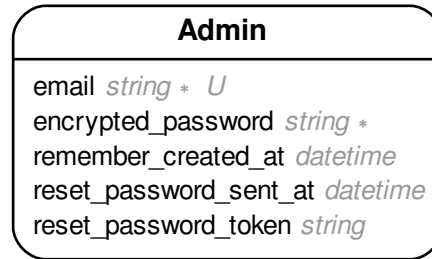 Admin
email string * U
encrypted_password string *
remember_created_at datetime
reset_password_sent_at datetime
reset_password_token string